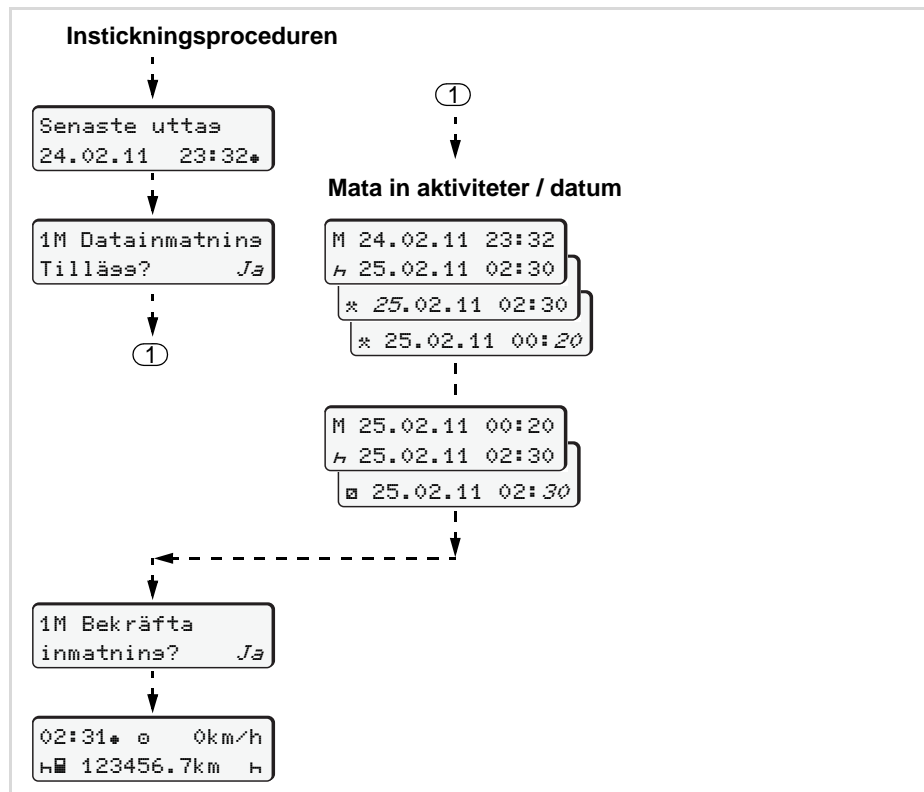 Instickningsproceduren
Senaste uttag
24.02.11 23:32
1M Datainmatning
Tillägg? Ja
1
1
Mata in aktiviteter / datum
M 24.02.11 23:32
25.02.11 02:30
25.02.11 02:30
25.02.11 00:20
M 25.02.11 00:20
25.02.11 02:30
25.02.11 02:30
1M Bekräfta
inmatning? Ja
02:31 0km/h
123456.7km